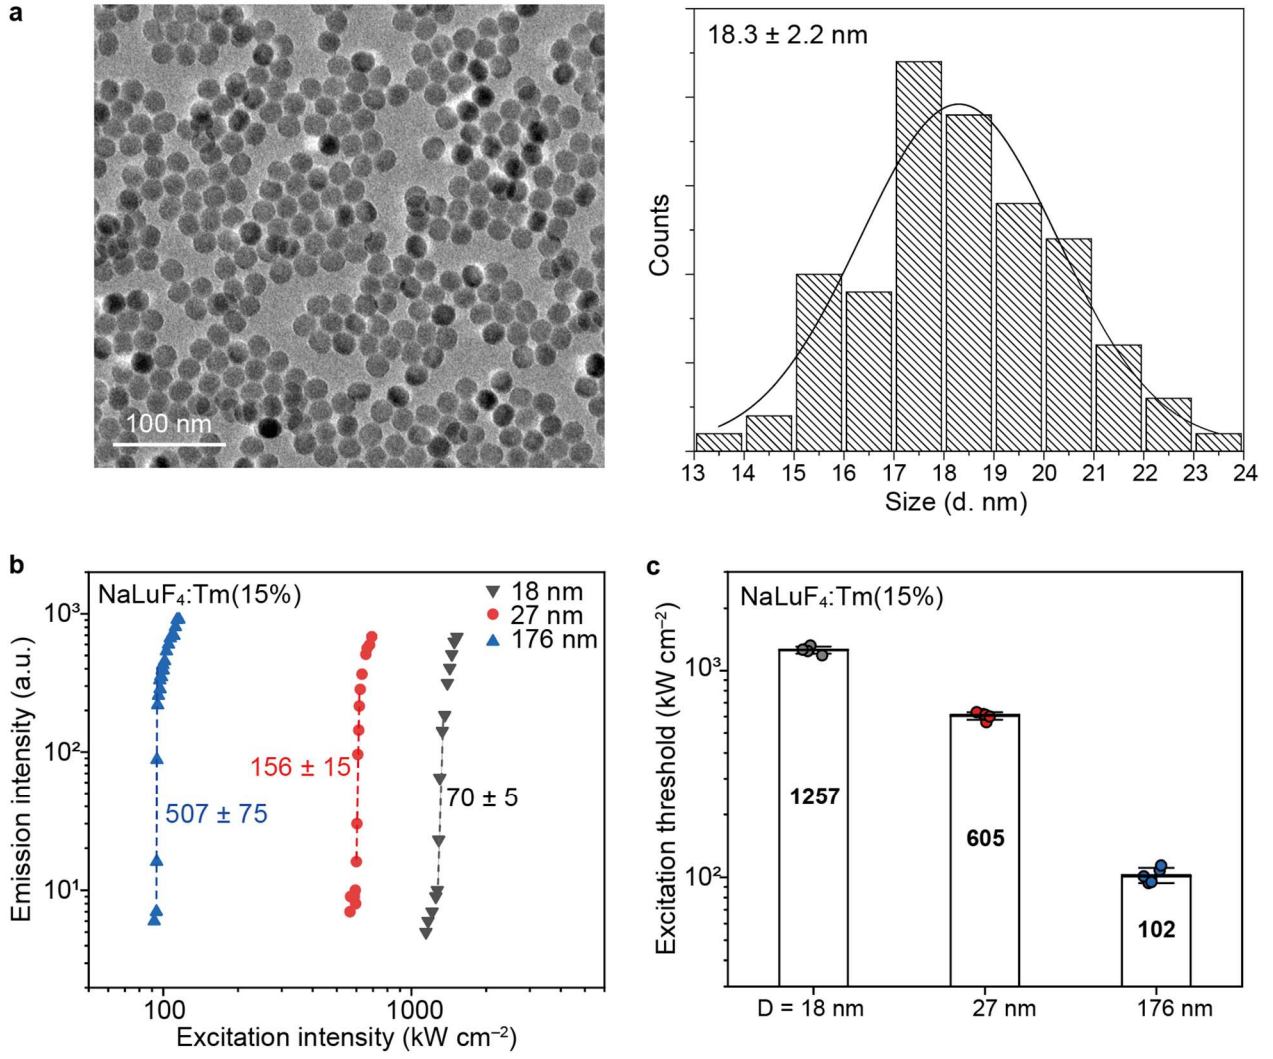 a
100 nm
18.3 ± 2.2 nm
Counts
13 14 15 16 17 18 19 20 21 22 23 24
Size (d. nm)
b
NaLuF₄:Tm(15%)
18 nm
27 nm
176 nm
10³
10²
10¹
156 ± 15
507 ± 75
70 ± 5
Emission intensity (a.u.)
100 1000
Excitation intensity (kW cm⁻²)
c
NaLuF₄:Tm(15%)
10³
10²
Excitation threshold (kW cm⁻²)
1257
605
102
D = 18 nm 27 nm 176 nm